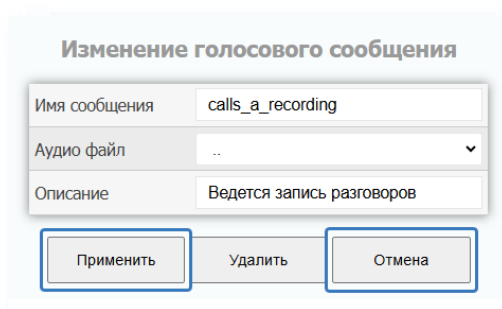 Изменение голосового сообщения
Имя сообщения calls_a_recording
Аудио файл ..
Описание Ведется запись разговоров
Применить Удалить Отмена